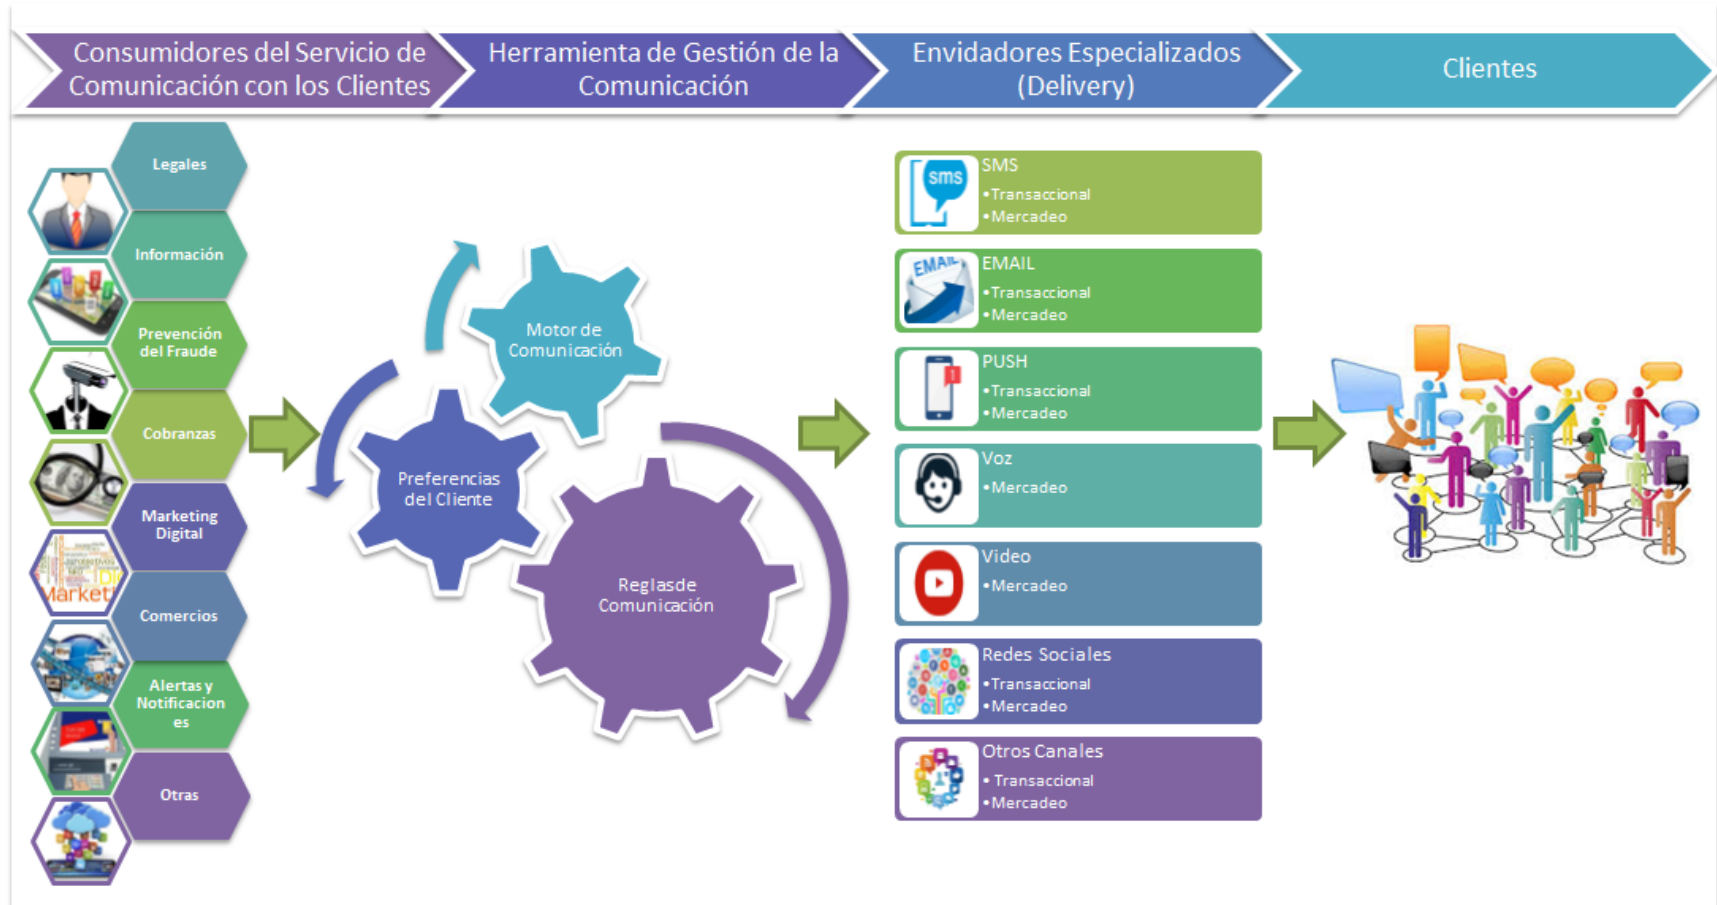 Consumidores del Servicio de
Comunicación con los Clientes
Herramienta de Gestión de la
Comunicación
Envidadores Especializados
(Delivery)
Clientes
Legales
Información
Prevención
del Fraude
Cobranzas
Marketing
Digital
Comercios
Alertas y
Notificacion
es
Otras
Market
Motor de
Comunicación
Preferencias
del Cliente
Reglasde
Comunicación
sms
SMS
•Transaccional
•Mercadeo
EMAIL
EMAIL
•Transaccional
•Mercadeo
1
PUSH
•Transaccional
•Mercadeo
Voz
•Mercadeo
Video
•Mercadeo
Redes Sociales
•Transaccional
•Mercadeo
Otros Canales
• Transaccional
•Mercadeo